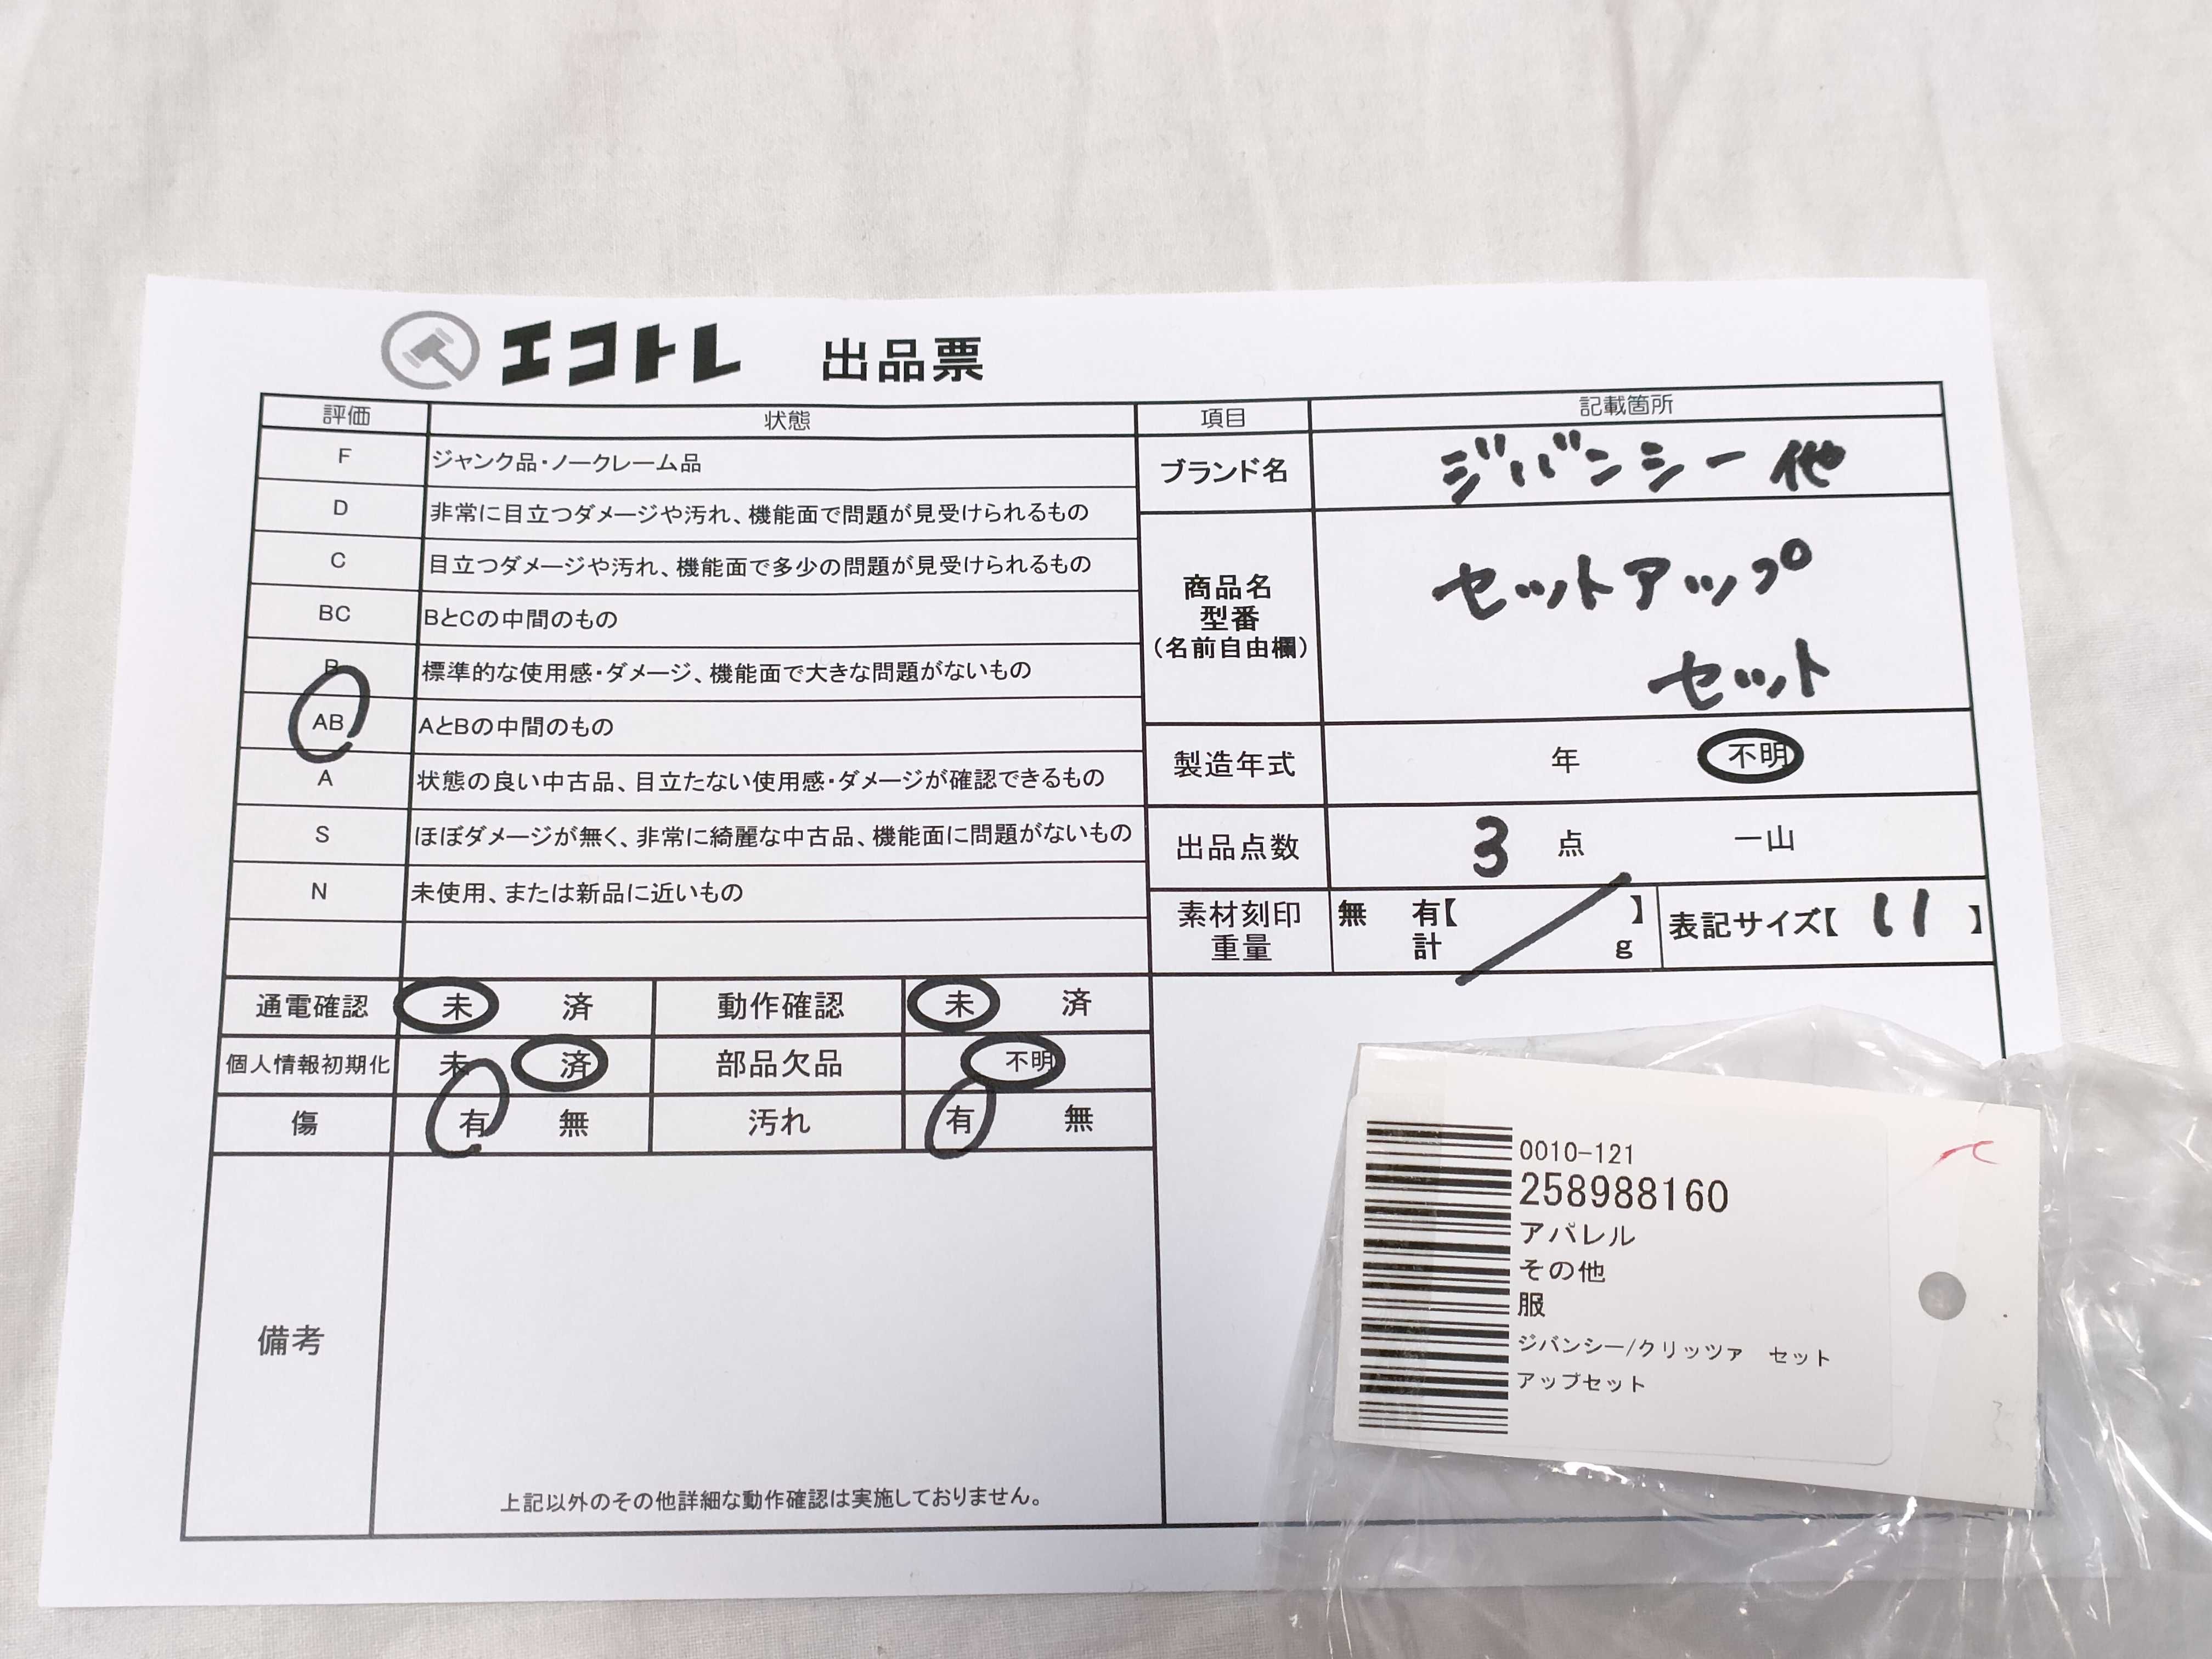 エコトレ 出品票
評価 状態 項目 記載箇所
F ジャンク品・ノークレーム品
D 非常に目立つダメージや汚れ、機能面で問題が見受けられるもの
C 目立つダメージや汚れ、機能面で多少の問題が見受けられるもの
BC BとCの中間のもの
B 標準的な使用感・ダメージ、機能面で大きな問題がないもの
AB AとBの中間のもの
A 状態の良い中古品、目立たない使用感・ダメージが確認できるもの
S ほぼダメージが無く、非常に綺麗な中古品、機能面に問題がないもの
N 未使用、または新品に近いもの
ブランド名 ジバンシー 他
商品名
型番
（名前自由欄）
セットアップ
セット
製造年式 年 不明
出品点数 3 点 一山
素材刻印 無 有【 】
重量 計 g
表記サイズ【 11 】
通電確認 未 済 動作確認 未 済
個人情報初期化 未 済 部品欠品 不明
傷 有 無 汚れ 有 無
備考
上記以外のその他詳細な動作確認は実施しておりません。
0010-121
258988160
アパレル
その他
服
ジバンシー/クリッツァ セット
アップセット